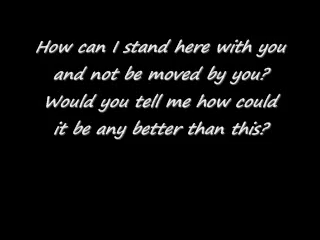 How can I stand here with you
and not be moved by you?
Would you tell me how could
it be any better than this?